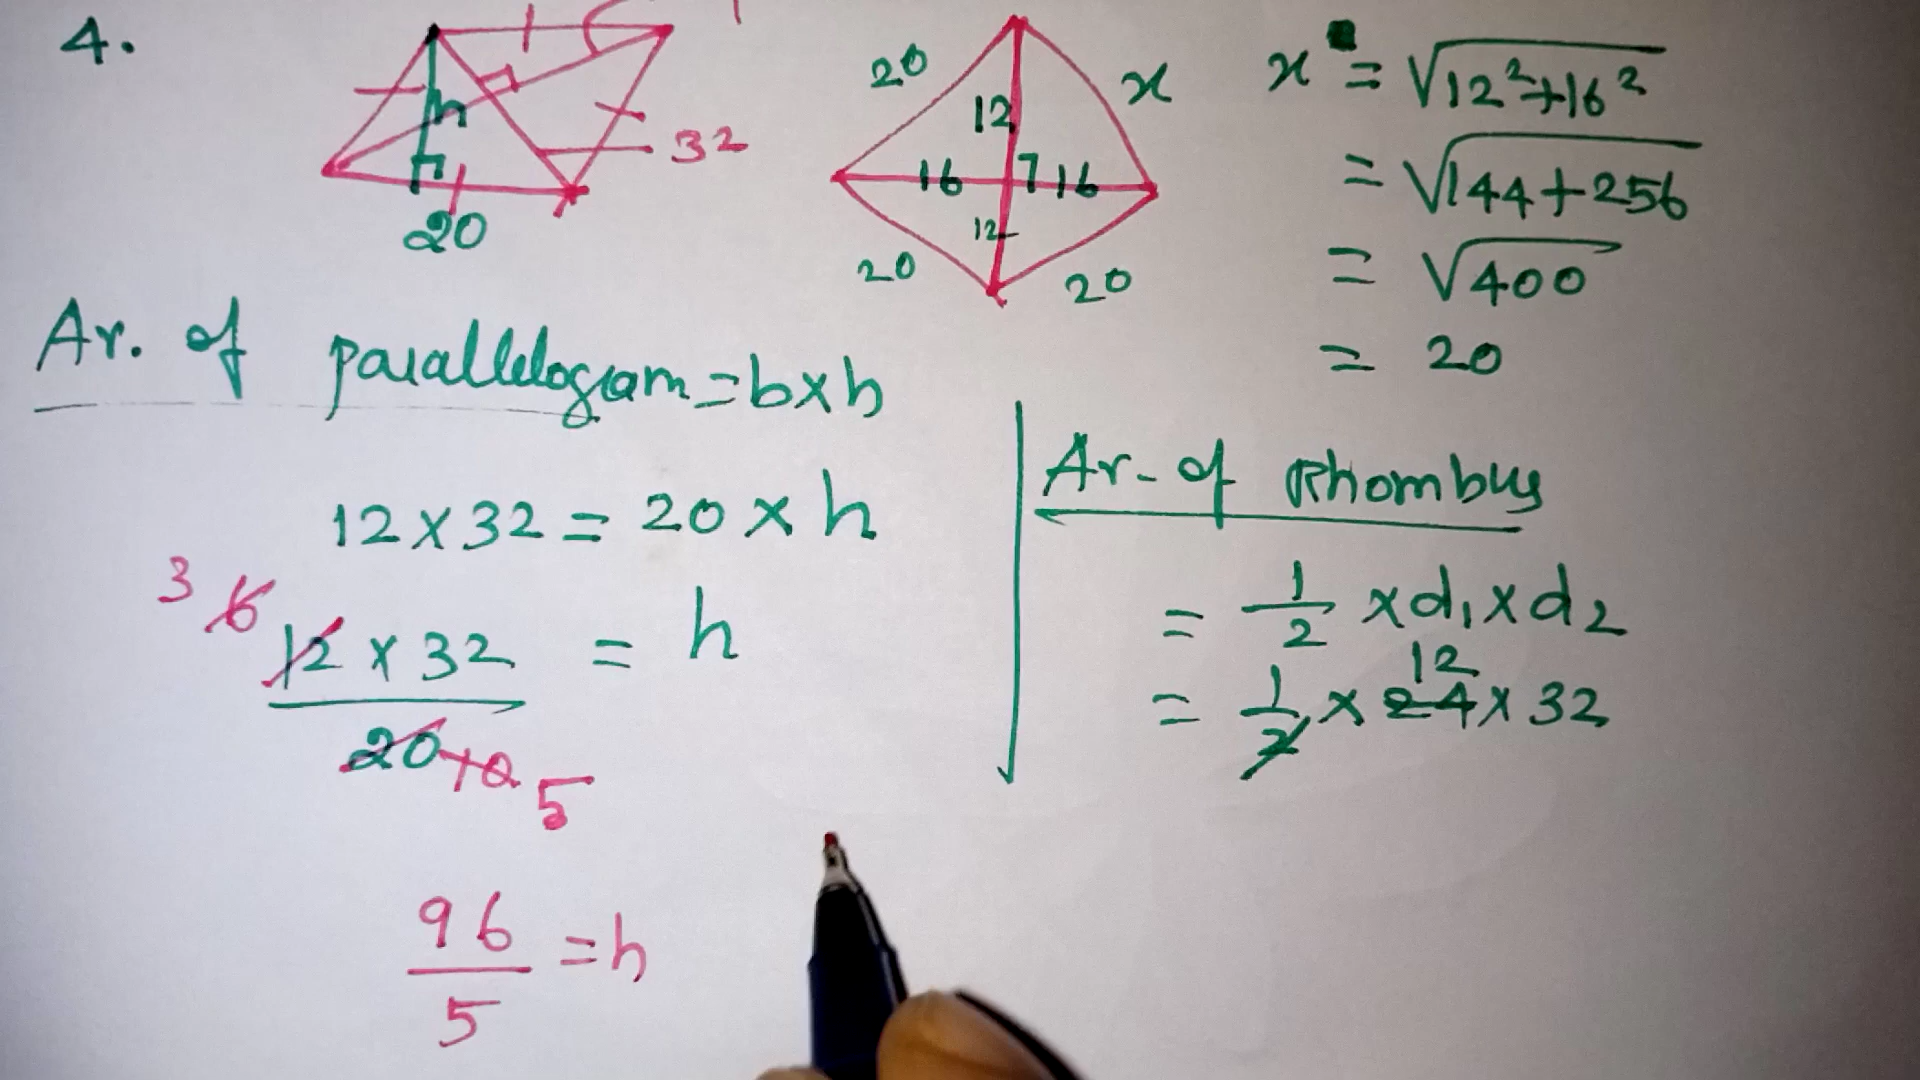 4.
h
32
20
20
x
12
16
7
16
12
20
20
x = √12²+16²
= √144+256
= √400
= 20
Ar. of parallelogram = b×h
12×32 = 20×h
3 6
12 × 32 = h
20 10 5
96 = h
5
Ar. of Rhombus
= 1/2 ×d₁×d₂
12
= 1/2 × 24×32